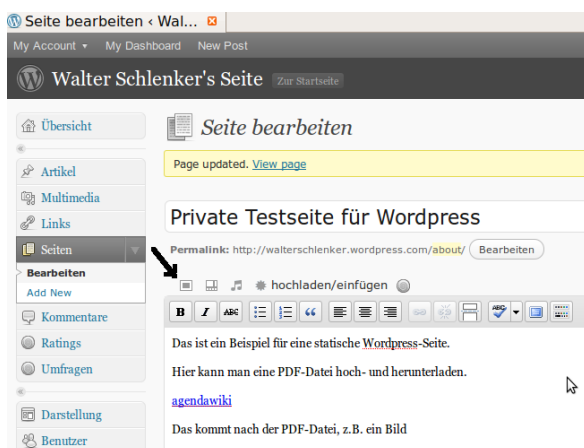 Seite bearbeiten ‹ Wal...
My Account My Dashboard New Post
Walter Schlenker's Seite Zur Startseite
Übersicht
Artikel
Multimedia
Links
Seiten
Bearbeiten
Add New
Kommentare
Ratings
Umfragen
Darstellung
Benutzer
Seite bearbeiten
Page updated. View page
Private Testseite für Wordpress
Permalink: http://walterschlenker.wordpress.com/about/ Bearbeiten
hochladen/einfügen
B I ABC ABC
Das ist ein Beispiel für eine statische Wordpress-Seite.
Hier kann man eine PDF-Datei hoch- und herunterladen.
agendawiki
Das kommt nach der PDF-Datei, z.B. ein Bild